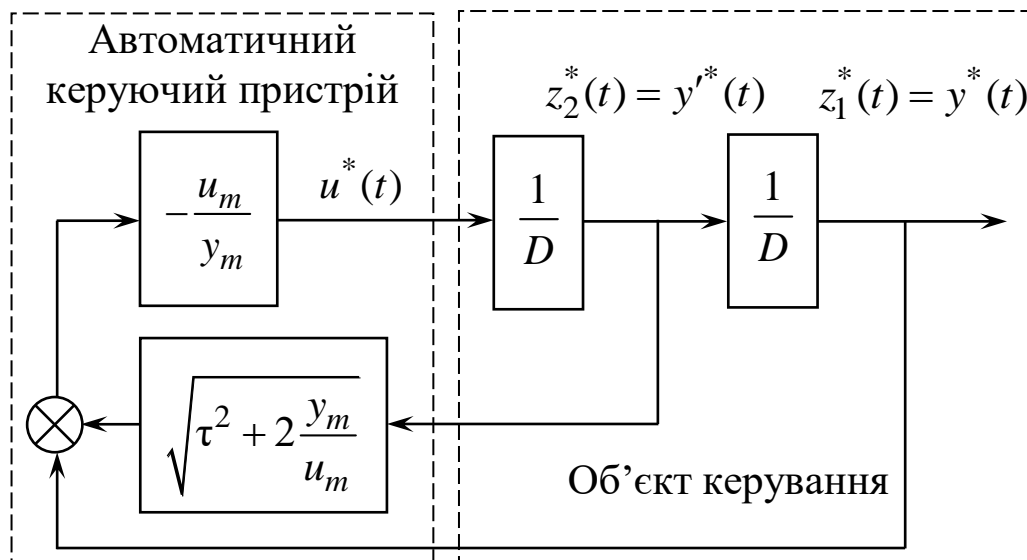 Автоматичний
керуючий пристрій
z₂*(t) = y′*(t)
z₁*(t) = y*(t)
−u_m/y_m
u*(t)
1/D
1/D
√(τ² + 2 y_m/u_m)
Об’єкт керування